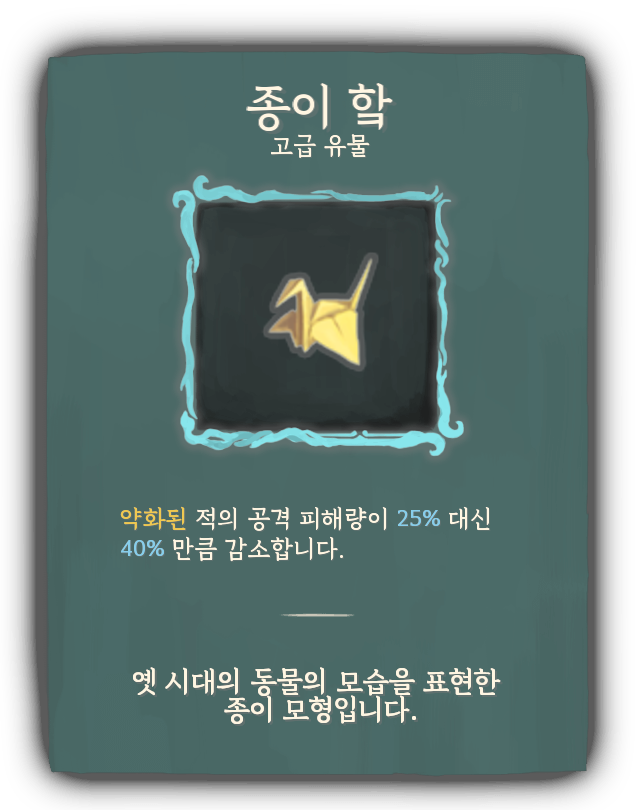 종이 핰
고급 유물
약화된 적의 공격 피해량이 25% 대신
40% 만큼 감소합니다.
옛 시대의 동물의 모습을 표현한
종이 모형입니다.